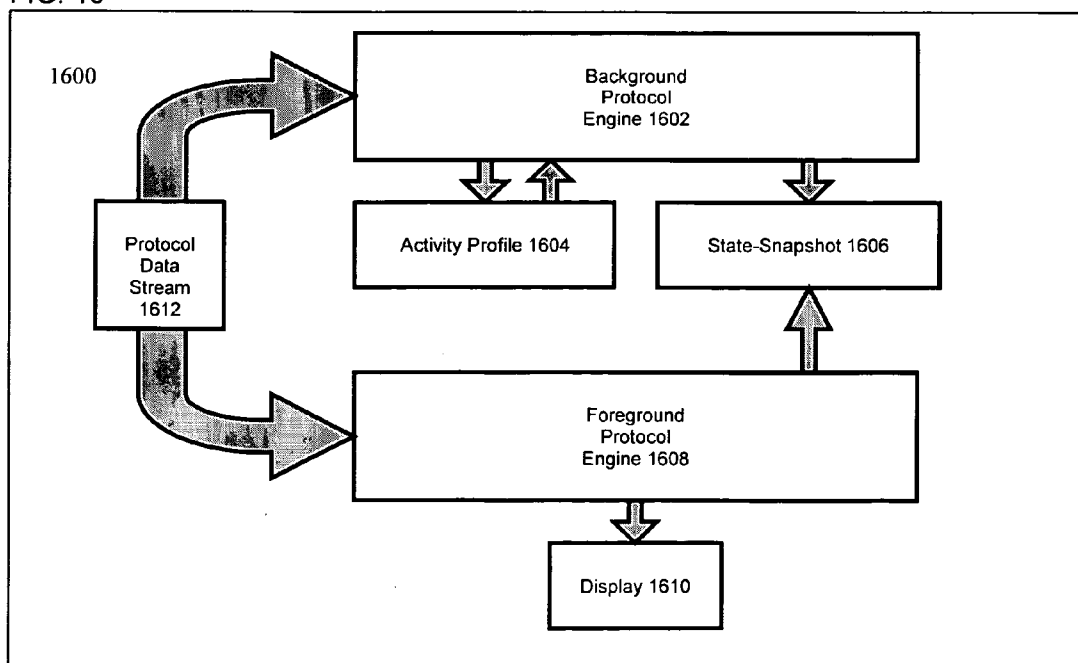 1600
Background
Protocol
Engine 1602
Activity Profile 1604
State-Snapshot 1606
Protocol
Data
Stream
1612
Foreground
Protocol
Engine 1608
Display 1610